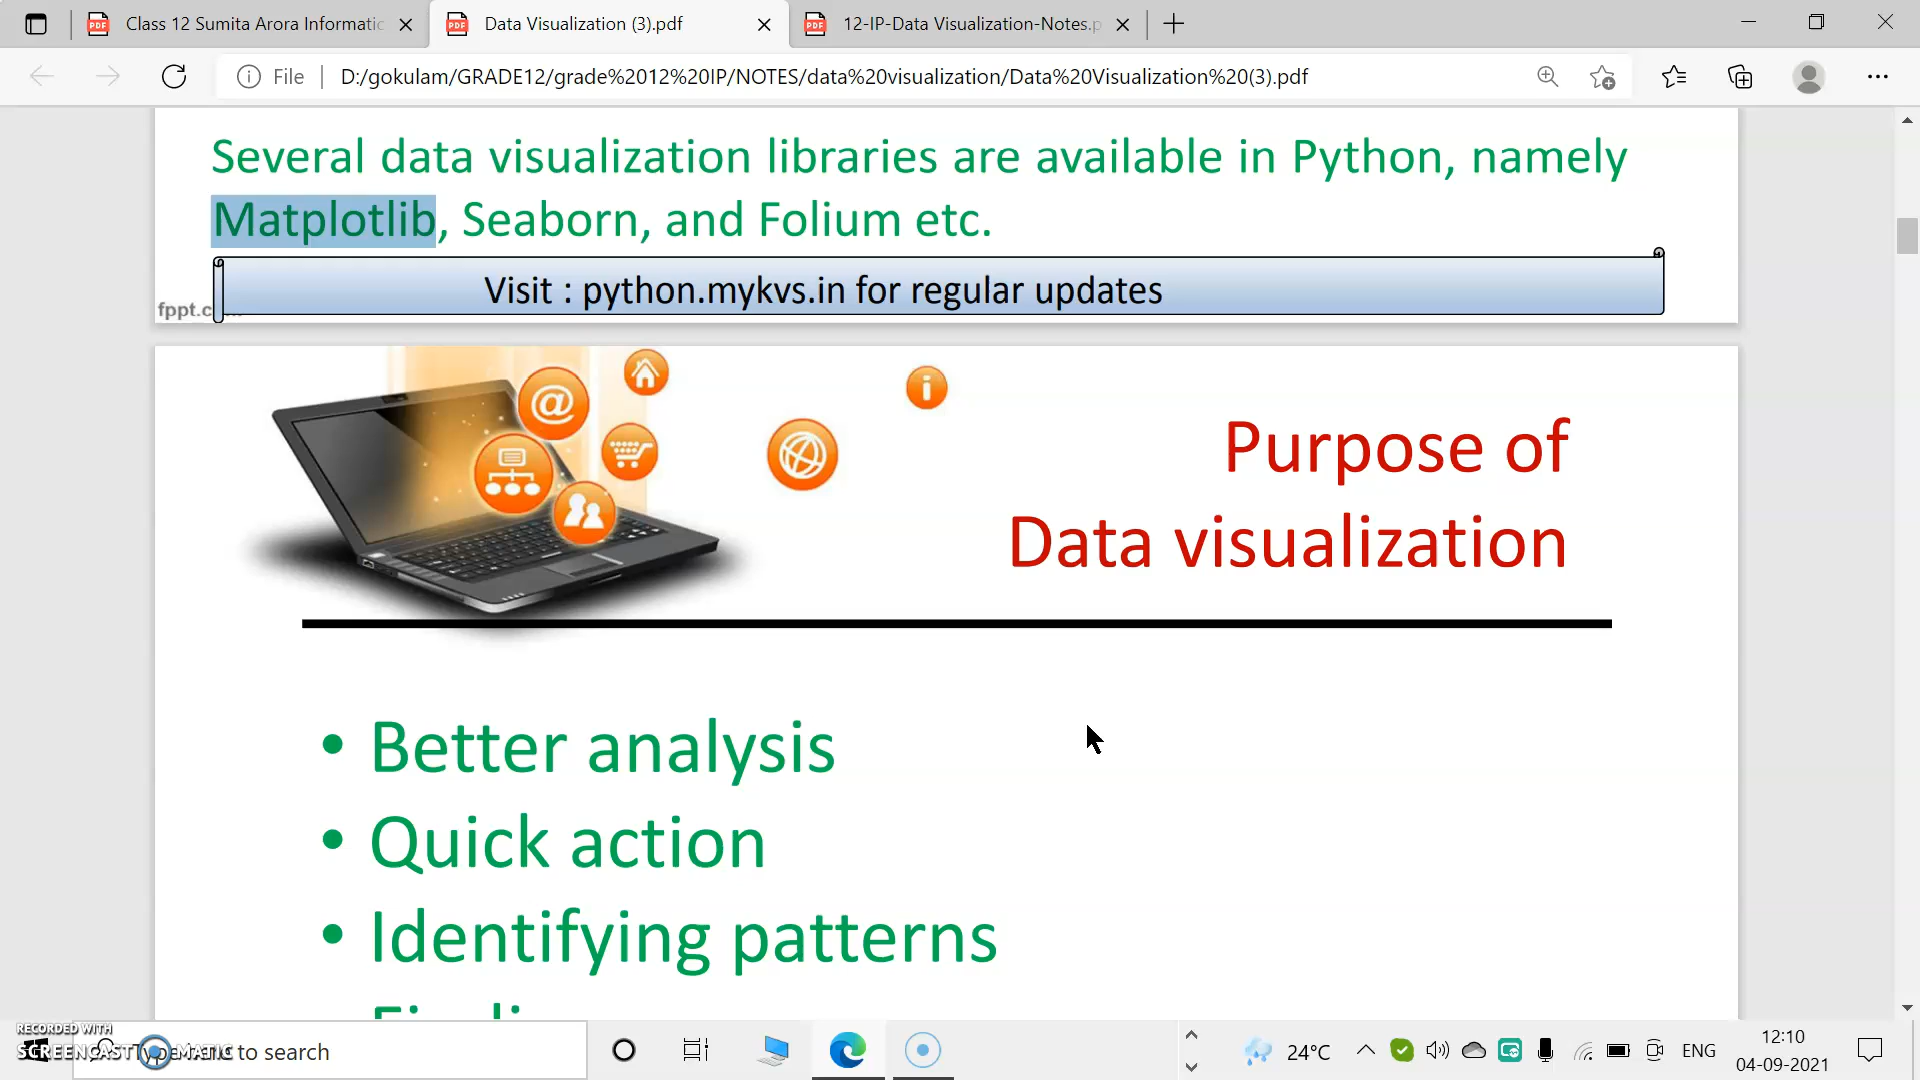 Class 12 Sumita Arora Informatic
Data Visualization (3).pdf
12-IP-Data Visualization-Notes.p
File
D:/gokulam/GRADE12/grade%2012%20IP/NOTES/data%20visualization/Data%20Visualization%20(3).pdf
Several data visualization libraries are available in Python, namely
Matplotlib, Seaborn, and Folium etc.
Visit : python.mykvs.in for regular updates
fppt.c
Purpose of
Data visualization
• Better analysis
• Quick action
• Identifying patterns
RECORDED WITH
SCREENCAST MATIC
to search
24°C
ENG
12:10
04-09-2021